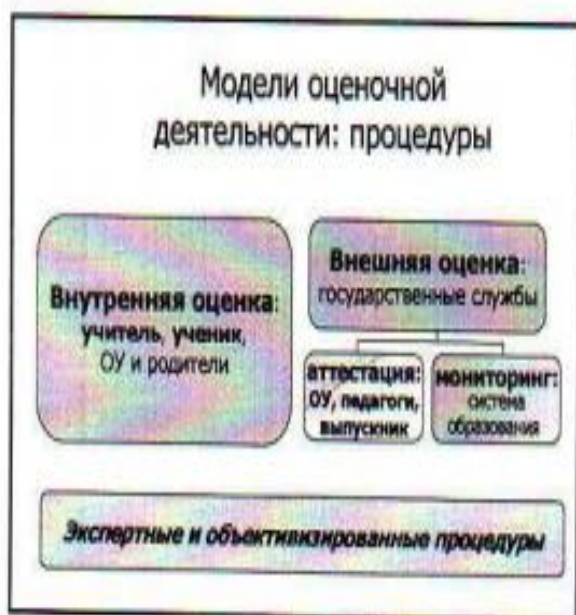 Модели оценочной
деятельности: процедуры
Внутренняя оценка:
учитель, ученик,
ОУ и родители
Внешняя оценка:
государственные службы
аттестация:
ОУ, педагоги,
выпускник
мониторинг:
система
образования
Экспертные и объективизированные процедуры